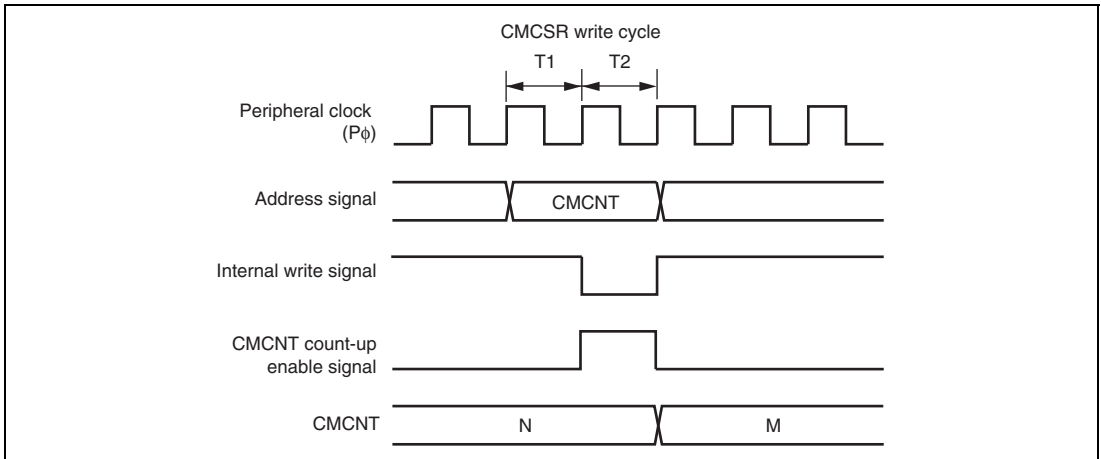 CMCSR write cycle
T1
T2
Peripheral clock
(Pϕ)
Address signal
CMCNT
Internal write signal
CMCNT count-up
enable signal
CMCNT
N
M